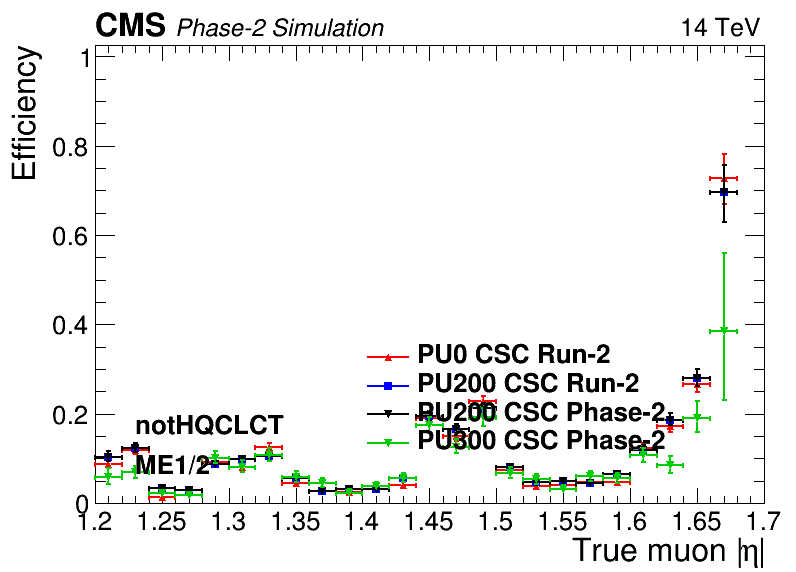 CMS Phase-2 Simulation 14 TeV
Efficiency
1
0.8
0.6
0.4
0.2
0
PU0 CSC Run-2
PU200 CSC Run-2
PU200 CSC Phase-2
PU300 CSC Phase-2
notHQCLCT
ME1/2
1.2 1.25 1.3 1.35 1.4 1.45 1.5 1.55 1.6 1.65 1.7
True muon |η|